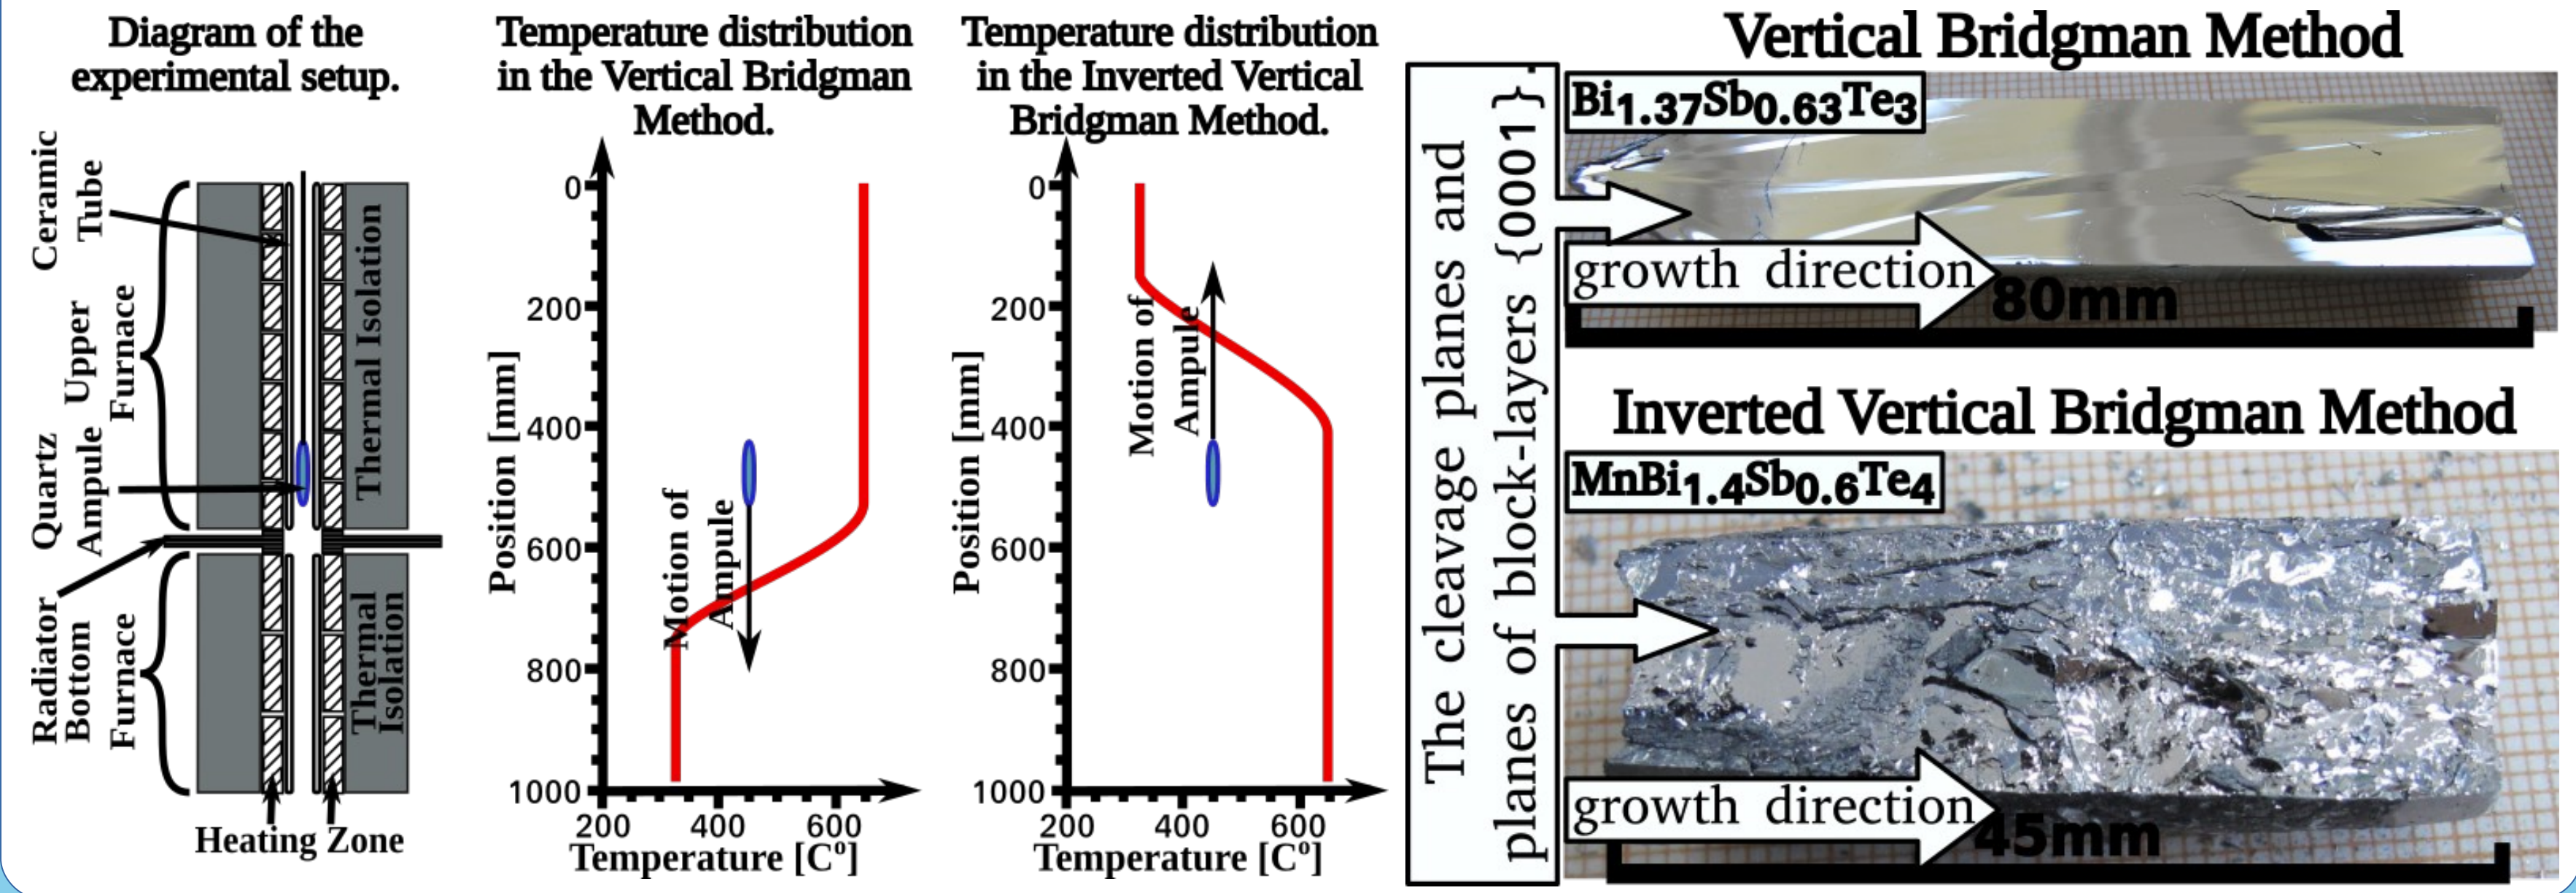 Diagram of the
experimental setup.
Ceramic
Tube
Upper
Furnace
Quartz
Ampule
Radiator
Bottom
Furnace
Thermal Isolation
Thermal
Isolation
Heating Zone
Temperature distribution
in the Vertical Bridgman
Method.
Position [mm]
0
200
400
600
800
1000
Motion of
Ampule
200 400 600
Temperature [Cº]
Temperature distribution
in the Inverted Vertical
Bridgman Method.
Position [mm]
0
200
400
600
800
1000
Motion of
Ampule
200 400 600
Temperature [Cº]
The cleavage planes and
planes of block-layers {0001}.
Vertical Bridgman Method
Bi1.37Sb0.63Te3
growth direction
80mm
Inverted Vertical Bridgman Method
MnBi1.4Sb0.6Te4
growth direction
45mm